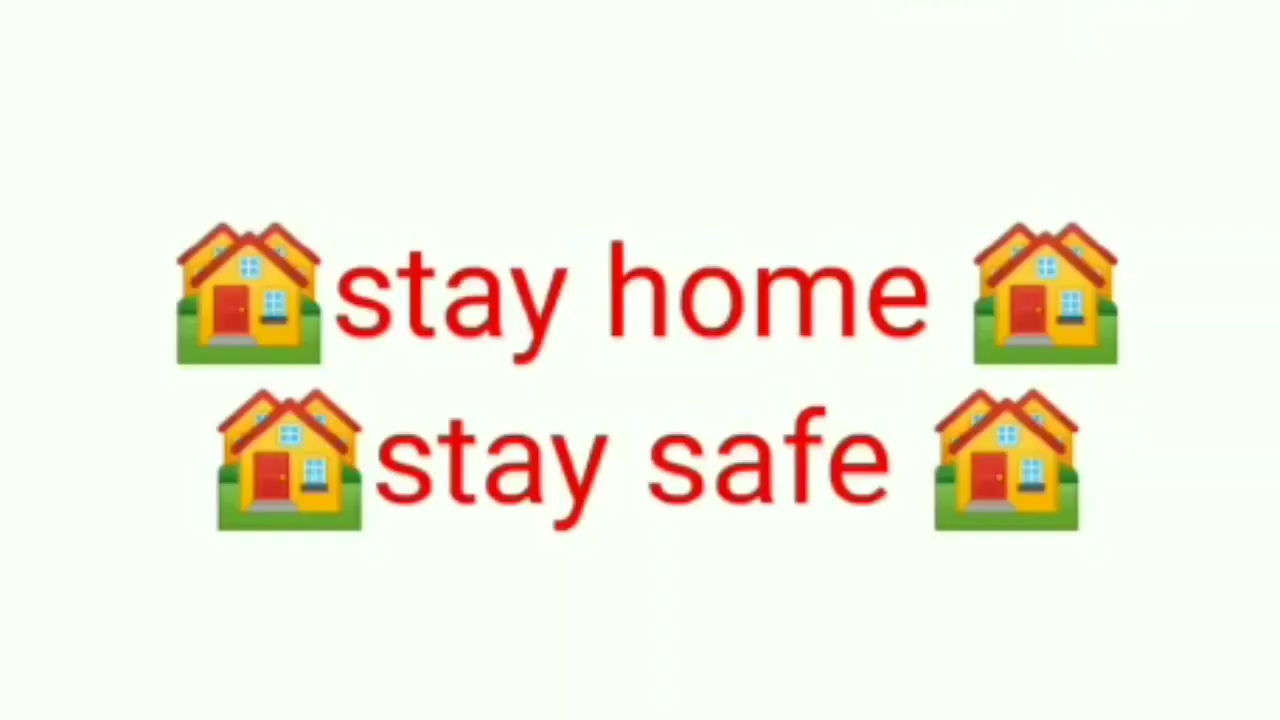 🏘️stay home 🏘️
🏘️stay safe 🏘️